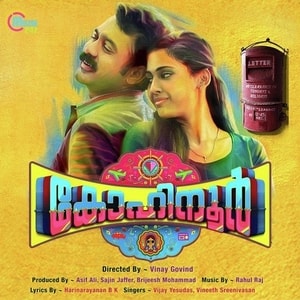 LETTER
കോഹിനൂർ
Directed By ~ Vinay Govind
Produced By ~ Asif Ali, Sajin Jaffer, Brijeesh Mohammad Music By ~ Rahul Raj
Lyrics By ~ Harinarayanan B K Singers ~ Vijay Yesudas, Vineeth Sreenivasan